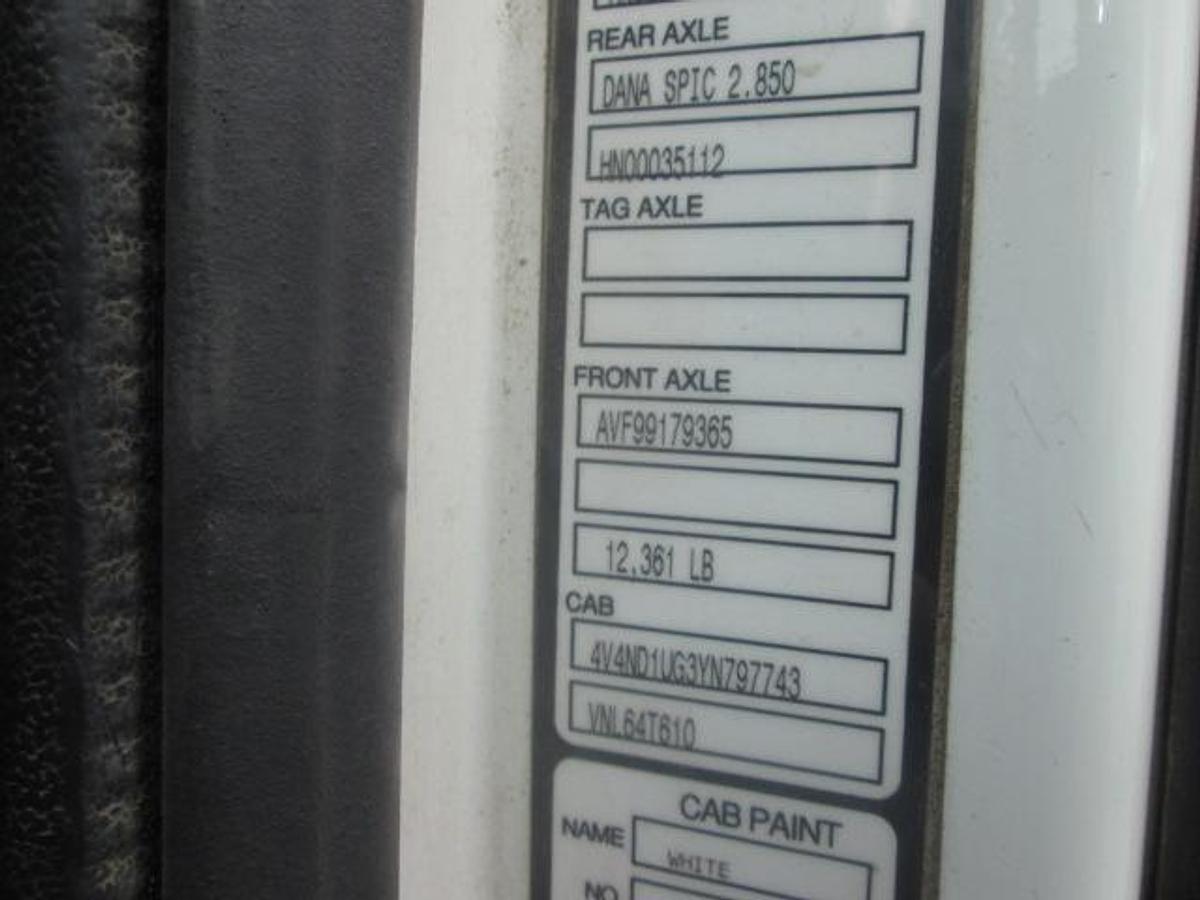 REAR AXLE
DANA SPIC 2.850
HN00035112
TAG AXLE
FRONT AXLE
AVF99179365
12,361 LB
CAB
4V4ND1UG3YN797743
VNL64T610
CAB PAINT
NAME WHITE
NO